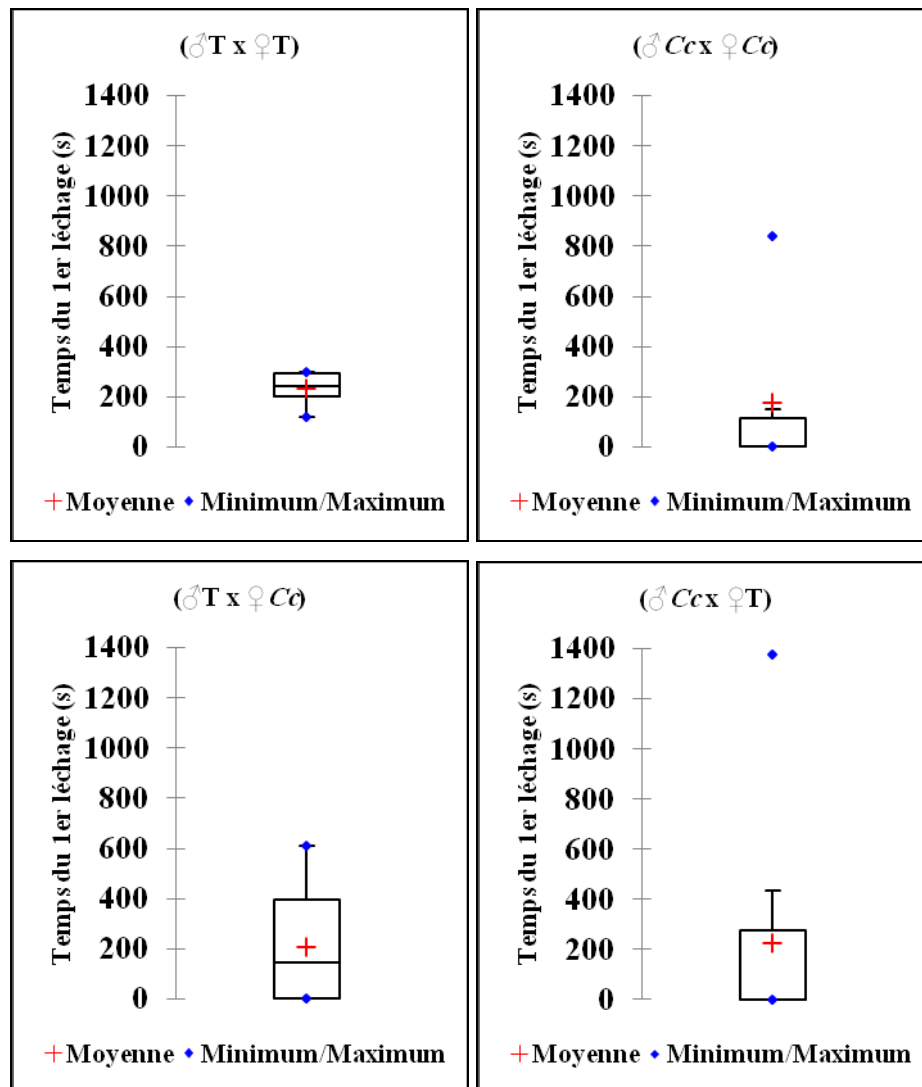 (♂T x ♀T)
Temps du 1er léchage (s)
1400
1200
1000
800
600
400
200
0
+Moyenne ◆ Minimum/Maximum
(♂ Cc x ♀ Cc)
Temps du 1er léchage (s)
1400
1200
1000
800
600
400
200
0
+Moyenne ◆ Minimum/Maximum
(♂T x ♀ Cc)
Temps du 1er léchage (s)
1400
1200
1000
800
600
400
200
0
+Moyenne ◆ Minimum/Maximum
(♂ Cc x ♀T)
Temps du 1er léchage (s)
1400
1200
1000
800
600
400
200
0
+Moyenne ◆ Minimum/Maximum